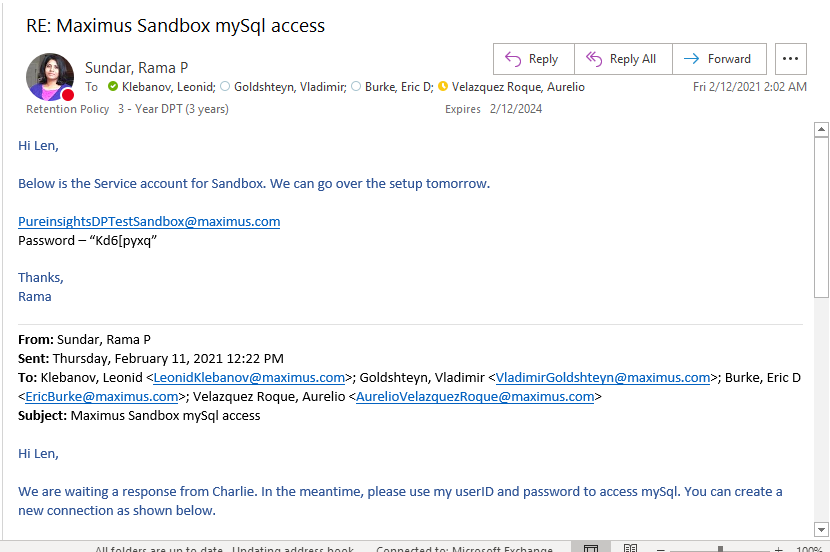 RE: Maximus Sandbox mySql access
Sundar, Rama P
Reply
Reply All
Forward
To Klebanov, Leonid; Goldshteyn, Vladimir; Burke, Eric D; Velazquez Roque, Aurelio
Fri 2/12/2021 2:02 AM
Retention Policy 3 - Year DPT (3 years)
Expires 2/12/2024
Hi Len,
Below is the Service account for Sandbox. We can go over the setup tomorrow.
PureinsightsDPTestSandbox@maximus.com
Password – “Kd6[pyxq”
Thanks,
Rama
From: Sundar, Rama P
Sent: Thursday, February 11, 2021 12:22 PM
To: Klebanov, Leonid <LeonidKlebanov@maximus.com>; Goldshteyn, Vladimir <VladimirGoldshteyn@maximus.com>; Burke, Eric D
<EricBurke@maximus.com>; Velazquez Roque, Aurelio <AurelioVelazquezRoque@maximus.com>
Subject: Maximus Sandbox mySql access
Hi Len,
We are waiting a response from Charlie. In the meantime, please use my userID and password to access mySql. You can create a
new connection as shown below.
All folders are up to date. Updating address book. Connected to: Microsoft Exchange 100%